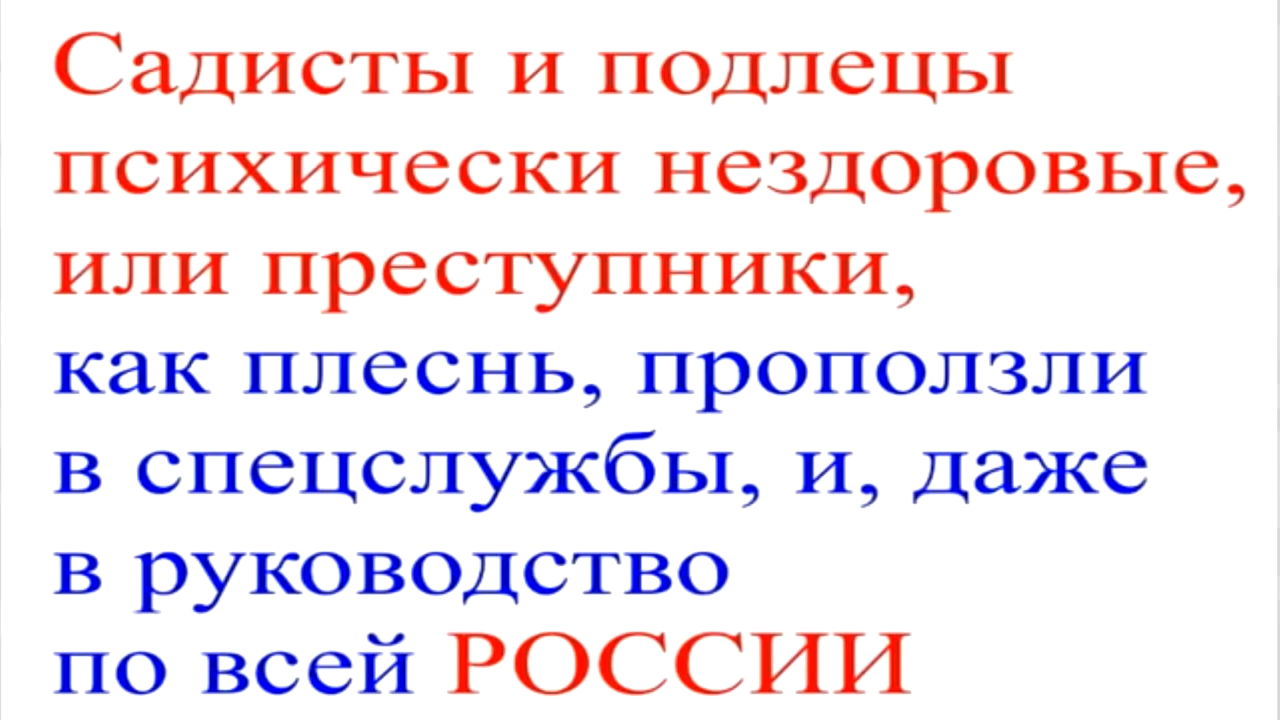 Садисты и подлецы
психически нездоровые,
или преступники,
как плеснь, проползли
в спецслужбы, и, даже
в руководство
по всей РОССИИ